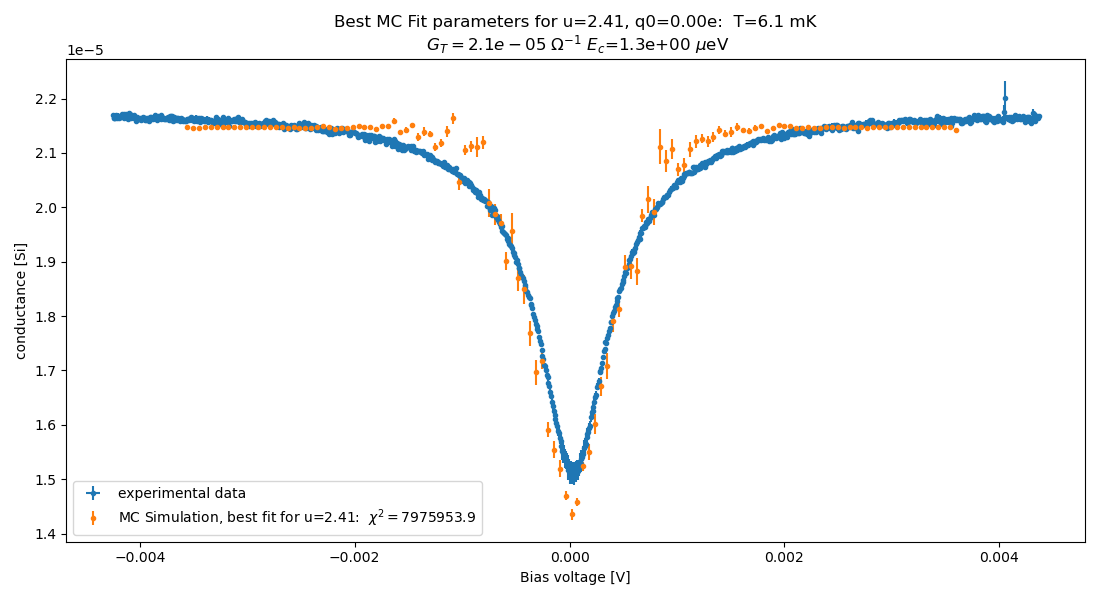 Best MC Fit parameters for u=2.41, q0=0.00e:  T=6.1 mK
$G_T = 2.1e-05\ \Omega^{-1}\ E_c$=1.3e+00 $\mu$eV
1e−5
2.2
2.1
2.0
1.9
1.8
1.7
1.6
1.5
1.4
conductance [Si]
experimental data
MC Simulation, best fit for u=2.41:  $\chi^2 = 7975953.9$
−0.004
−0.002
0.000
0.002
0.004
Bias voltage [V]